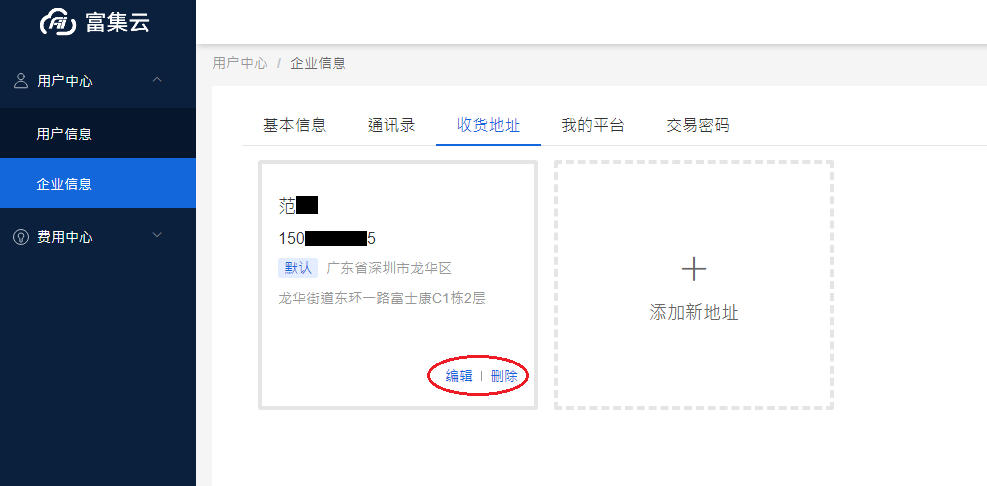 富集云
用户中心
用户信息
企业信息
费用中心
用户中心 / 企业信息
基本信息 通讯录 收货地址 我的平台 交易密码
范
150 5
默认 广东省深圳市龙华区
龙华街道东环一路富士康C1栋2层
编辑 | 删除
添加新地址